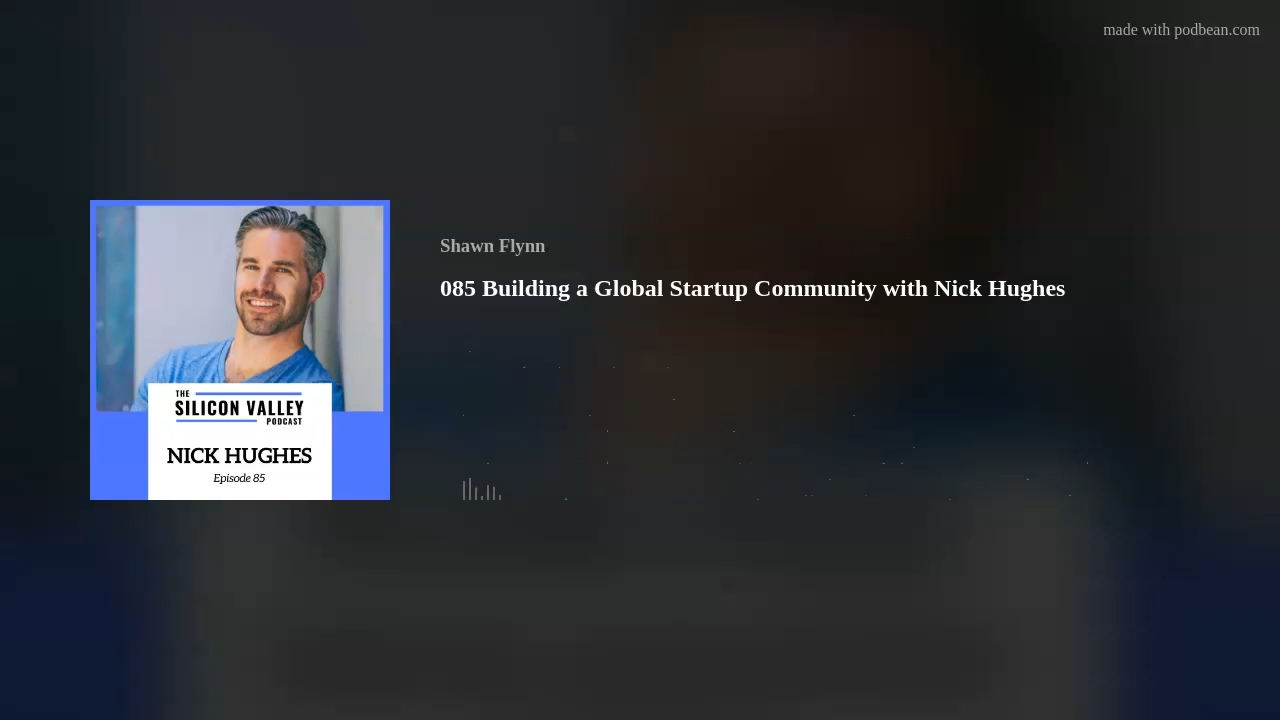 made with podbean.com
Shawn Flynn
085 Building a Global Startup Community with Nick Hughes
THE
SILICON VALLEY
PODCAST
NICK HUGHES
Episode 85